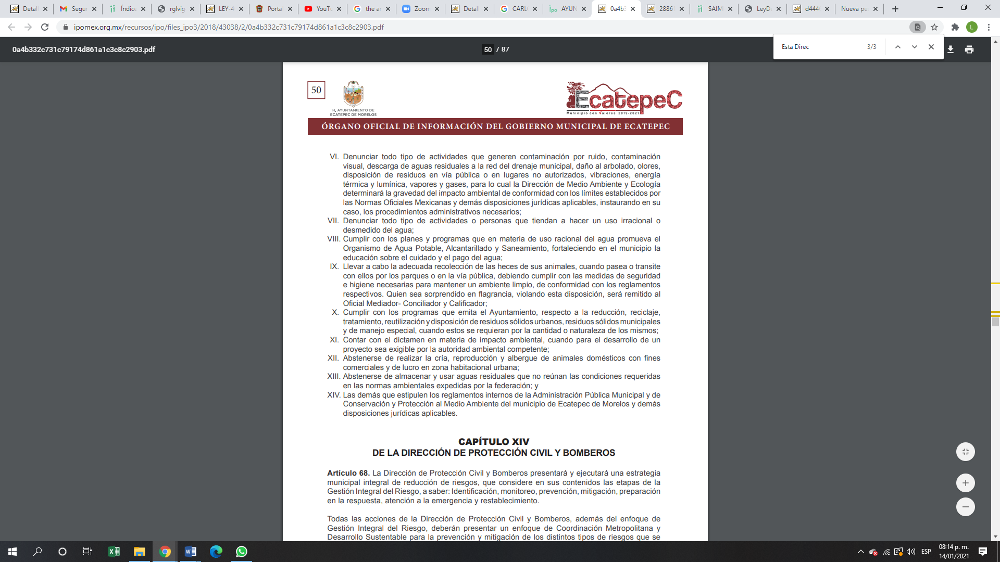 Detall
Segur
Índice
rglvig
LEY-4
Portal
YouTu
the ar
Zoom
Detall
CARL
AYUN
0a4b3
28861
SAIM
LeyD
d444
Nueva pe
ipomex.org.mx/recursos/ipo/files_ipo3/2018/43038/2/0a4b332c731c79174d861a1c3c8c2903.pdf
L
0a4b332c731c79174d861a1c3c8c2903.pdf
50 / 87
Esta Direc 3/3
50
H. AYUNTAMIENTO DE
ECATEPEC DE MORELOS
EcatepeC
Municipio con Valores 2019-2021
ÓRGANO OFICIAL DE INFORMACIÓN DEL GOBIERNO MUNICIPAL DE ECATEPEC
VI. Denunciar todo tipo de actividades que generen contaminación por ruido, contaminación
visual, descarga de aguas residuales a la red del drenaje municipal, daño al arbolado, olores,
disposición de residuos en vía pública o en lugares no autorizados, vibraciones, energía
térmica y lumínica, vapores y gases, para lo cual la Dirección de Medio Ambiente y Ecología
determinará la gravedad del impacto ambiental de conformidad con los límites establecidos por
las Normas Oficiales Mexicanas y demás disposiciones jurídicas aplicables, instaurando en su
caso, los procedimientos administrativos necesarios;
VII. Denunciar todo tipo de actividades o personas que tiendan a hacer un uso irracional o
desmedido del agua;
VIII. Cumplir con los planes y programas que en materia de uso racional del agua promueva el
Organismo de Agua Potable, Alcantarillado y Saneamiento, fortaleciendo en el municipio la
educación sobre el cuidado y el pago del agua;
IX. Llevar a cabo la adecuada recolección de las heces de sus animales, cuando pasea o transite
con ellos por los parques o en la vía pública, debiendo cumplir con las medidas de seguridad
e higiene necesarias para mantener un ambiente limpio, de conformidad con los reglamentos
respectivos. Quien sea sorprendido en flagrancia, violando esta disposición, será remitido al
Oficial Mediador- Conciliador y Calificador;
X. Cumplir con los programas que emita el Ayuntamiento, respecto a la reducción, reciclaje,
tratamiento, reutilización y disposición de residuos sólidos urbanos, residuos sólidos municipales
y de manejo especial, cuando estos se requieran por la cantidad o naturaleza de los mismos;
XI. Contar con el dictamen en materia de impacto ambiental, cuando para el desarrollo de un
proyecto sea exigible por la autoridad ambiental competente;
XII. Abstenerse de realizar la cría, reproducción y albergue de animales domésticos con fines
comerciales y de lucro en zona habitacional urbana;
XIII. Abstenerse de almacenar y usar aguas residuales que no reúnan las condiciones requeridas
en las normas ambientales expedidas por la federación; y
XIV. Las demás que estipulen los reglamentos internos de la Administración Pública Municipal y de
Conservación y Protección al Medio Ambiente del municipio de Ecatepec de Morelos y demás
disposiciones jurídicas aplicables.
CAPÍTULO XIV
DE LA DIRECCIÓN DE PROTECCIÓN CIVIL Y BOMBEROS
Artículo 68. La Dirección de Protección Civil y Bomberos presentará y ejecutará una estrategia
municipal integral de reducción de riesgos, que considere en sus contenidos las etapas de la
Gestión Integral del Riesgo, a saber: Identificación, monitoreo, prevención, mitigación, preparación
en la respuesta, atención a la emergencia y restablecimiento.
Todas las acciones de la Dirección de Protección Civil y Bomberos, además del enfoque de
Gestión Integral del Riesgo, deberán presentar un enfoque de Coordinación Metropolitana y
Desarrollo Sustentable para la prevención y mitigación de los distintos tipos de riesgos que se
ESP
08:14 p. m.
14/01/2021